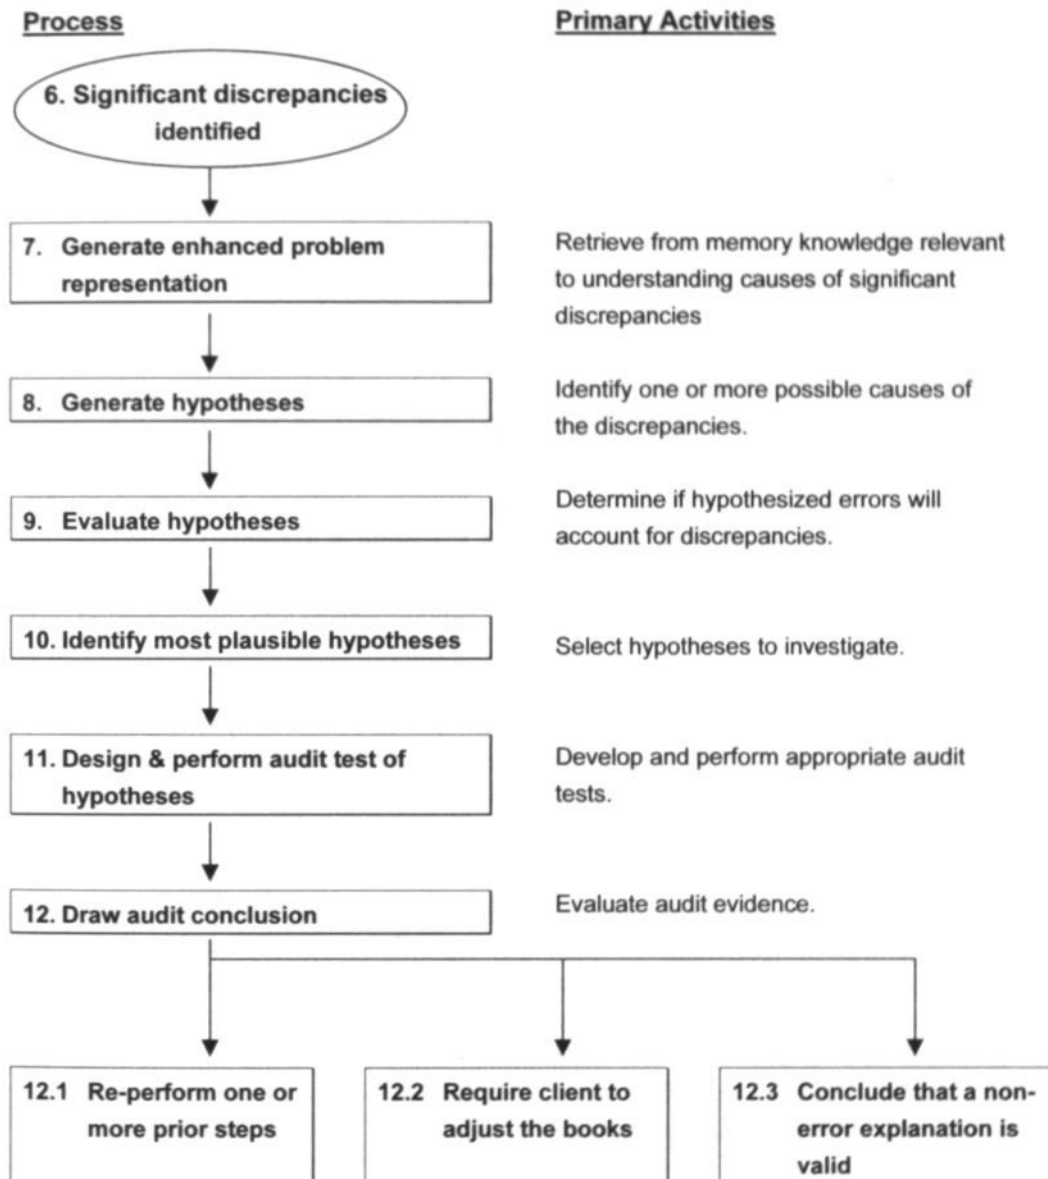 Process
Primary Activities
6. Significant discrepancies
identified
7. Generate enhanced problem
representation
Retrieve from memory knowledge relevant
to understanding causes of significant
discrepancies
8. Generate hypotheses
Identify one or more possible causes of
the discrepancies.
9. Evaluate hypotheses
Determine if hypothesized errors will
account for discrepancies.
10. Identify most plausible hypotheses
Select hypotheses to investigate.
11. Design & perform audit test of
hypotheses
Develop and perform appropriate audit
tests.
12. Draw audit conclusion
Evaluate audit evidence.
12.1 Re-perform one or
more prior steps
12.2 Require client to
adjust the books
12.3 Conclude that a non-
error explanation is
valid